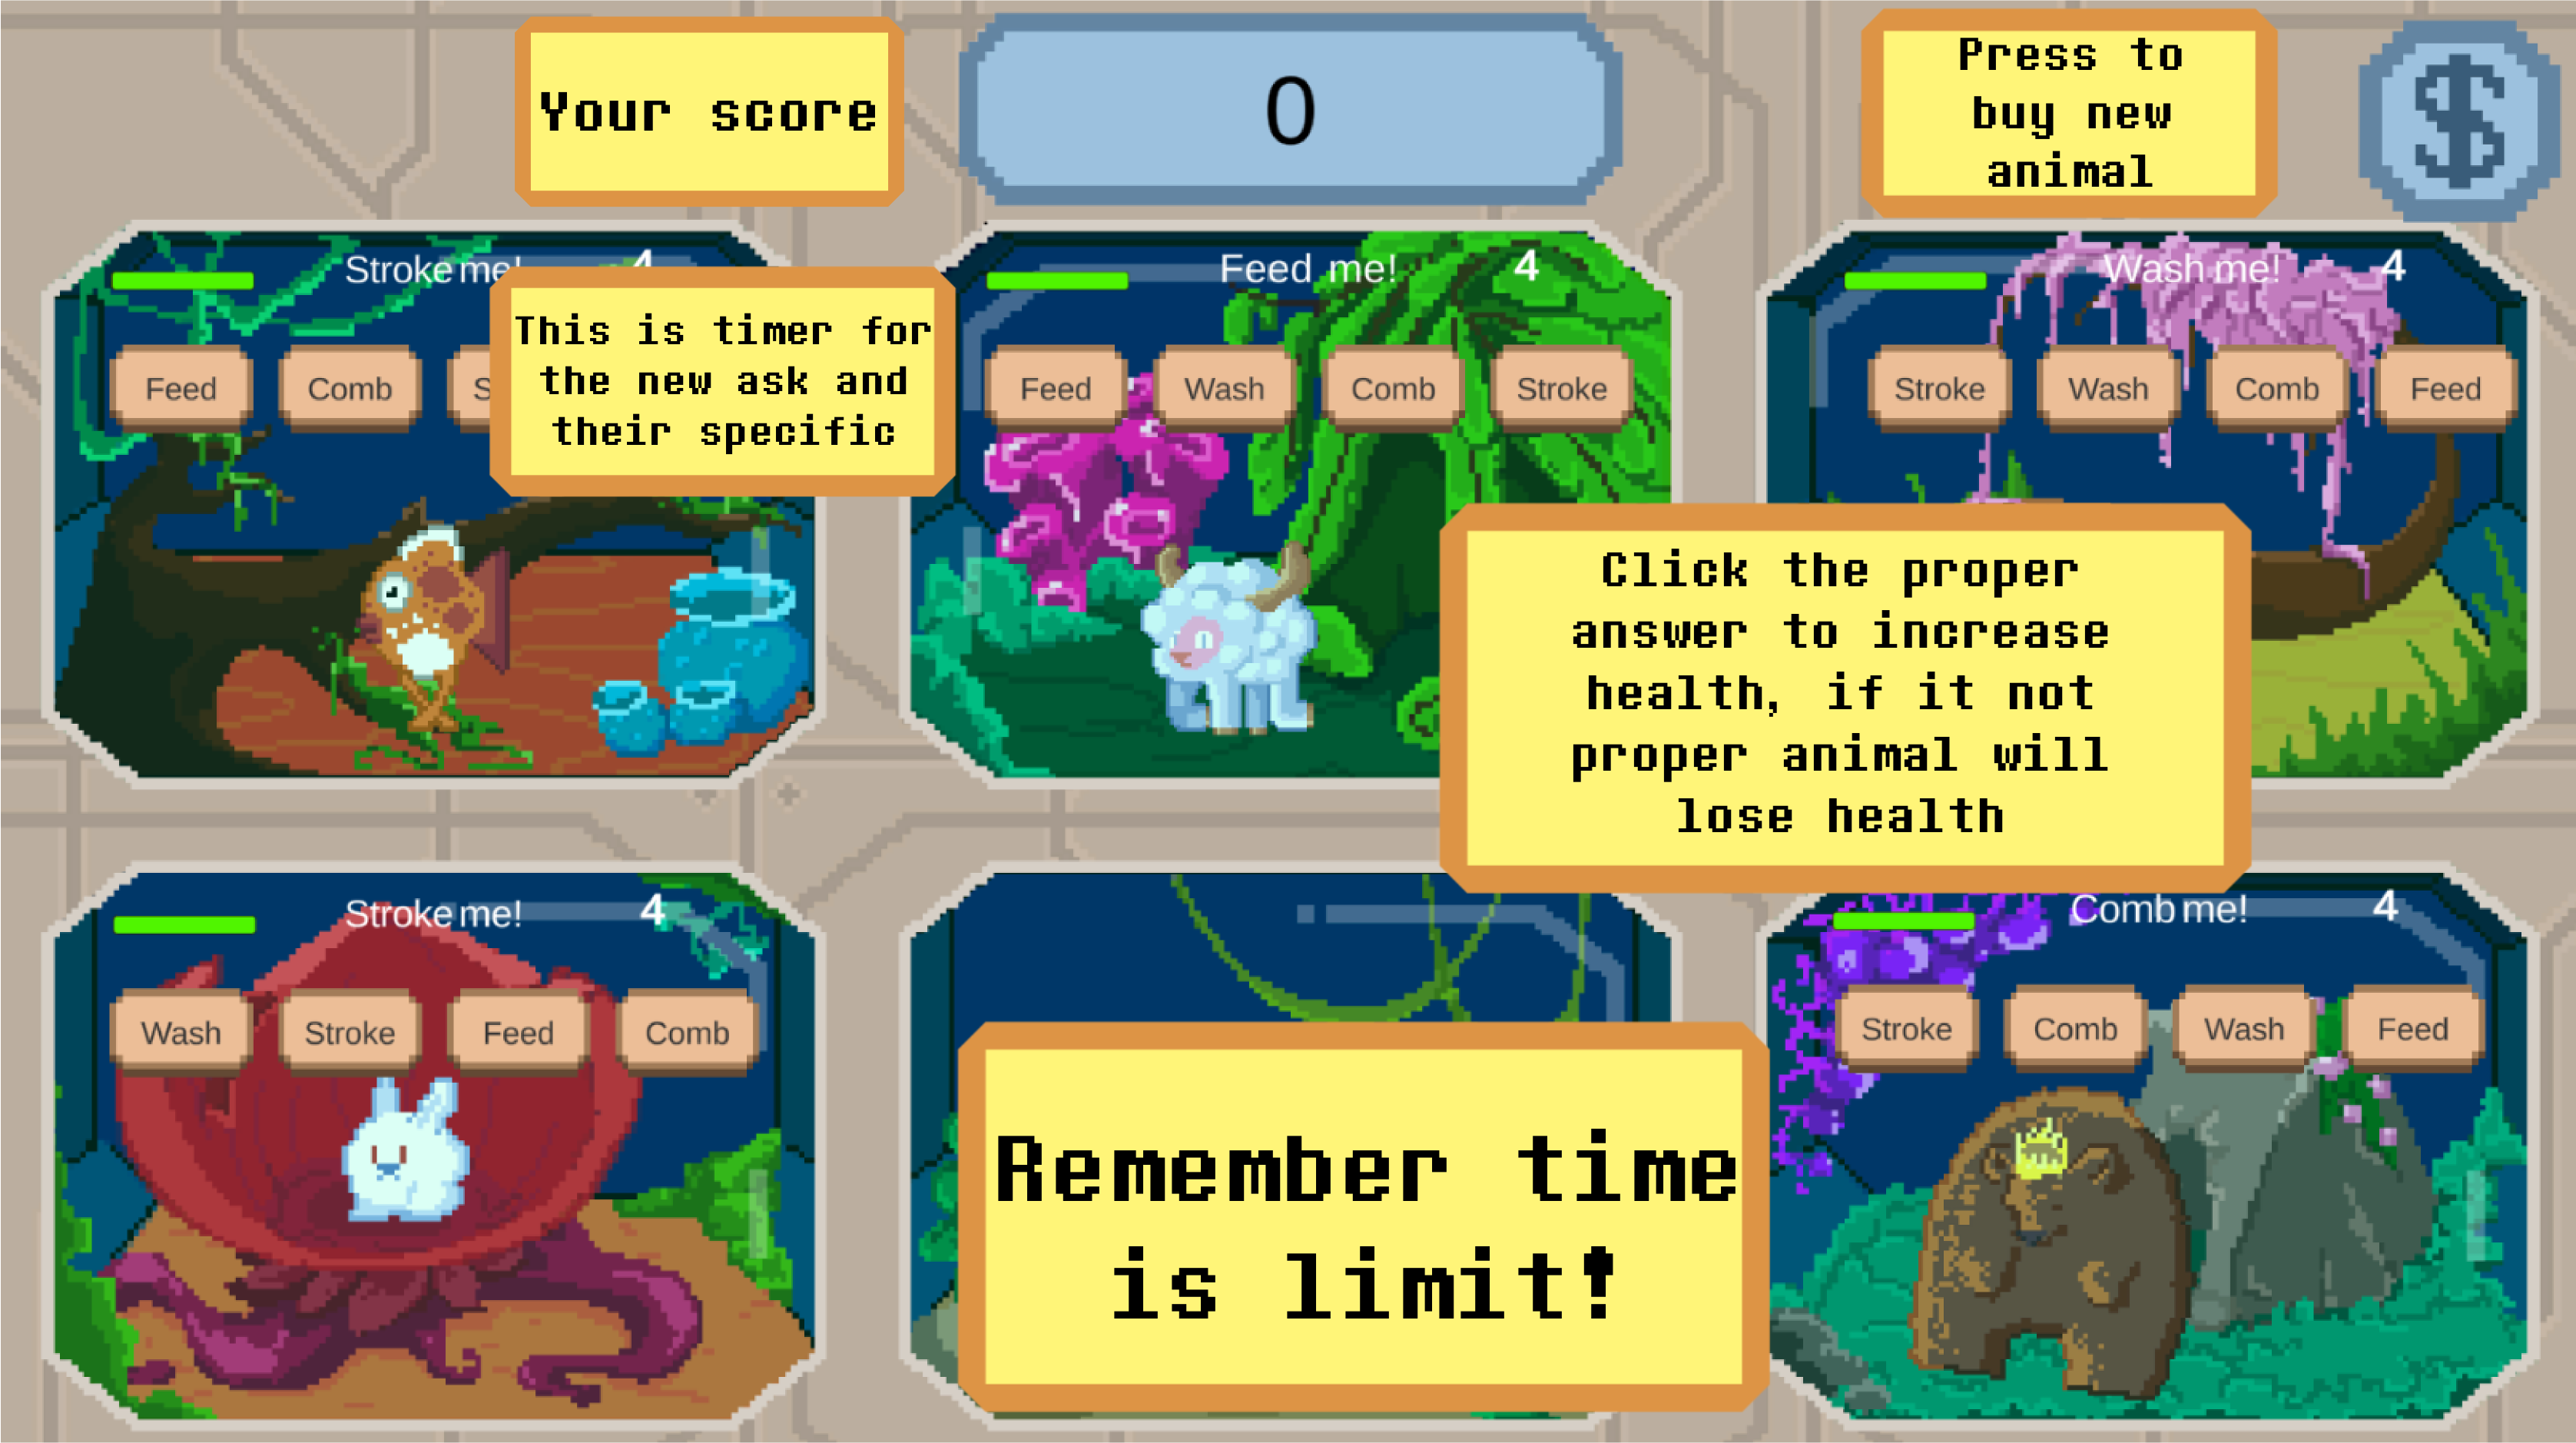 Your score
0
Press to
buy new
animal
$
Stroke me!
4
Feed me!
4
Wash me!
4
This is timer for
the new ask and
their specific
Feed
Comb
Feed
Wash
Comb
Stroke
Stroke
Wash
Comb
Feed
Click the proper
answer to increase
health, if it not
proper animal will
lose health
Stroke me!
4
Comb me!
4
Wash
Stroke
Feed
Comb
Stroke
Comb
Wash
Feed
Remember time
is limit!